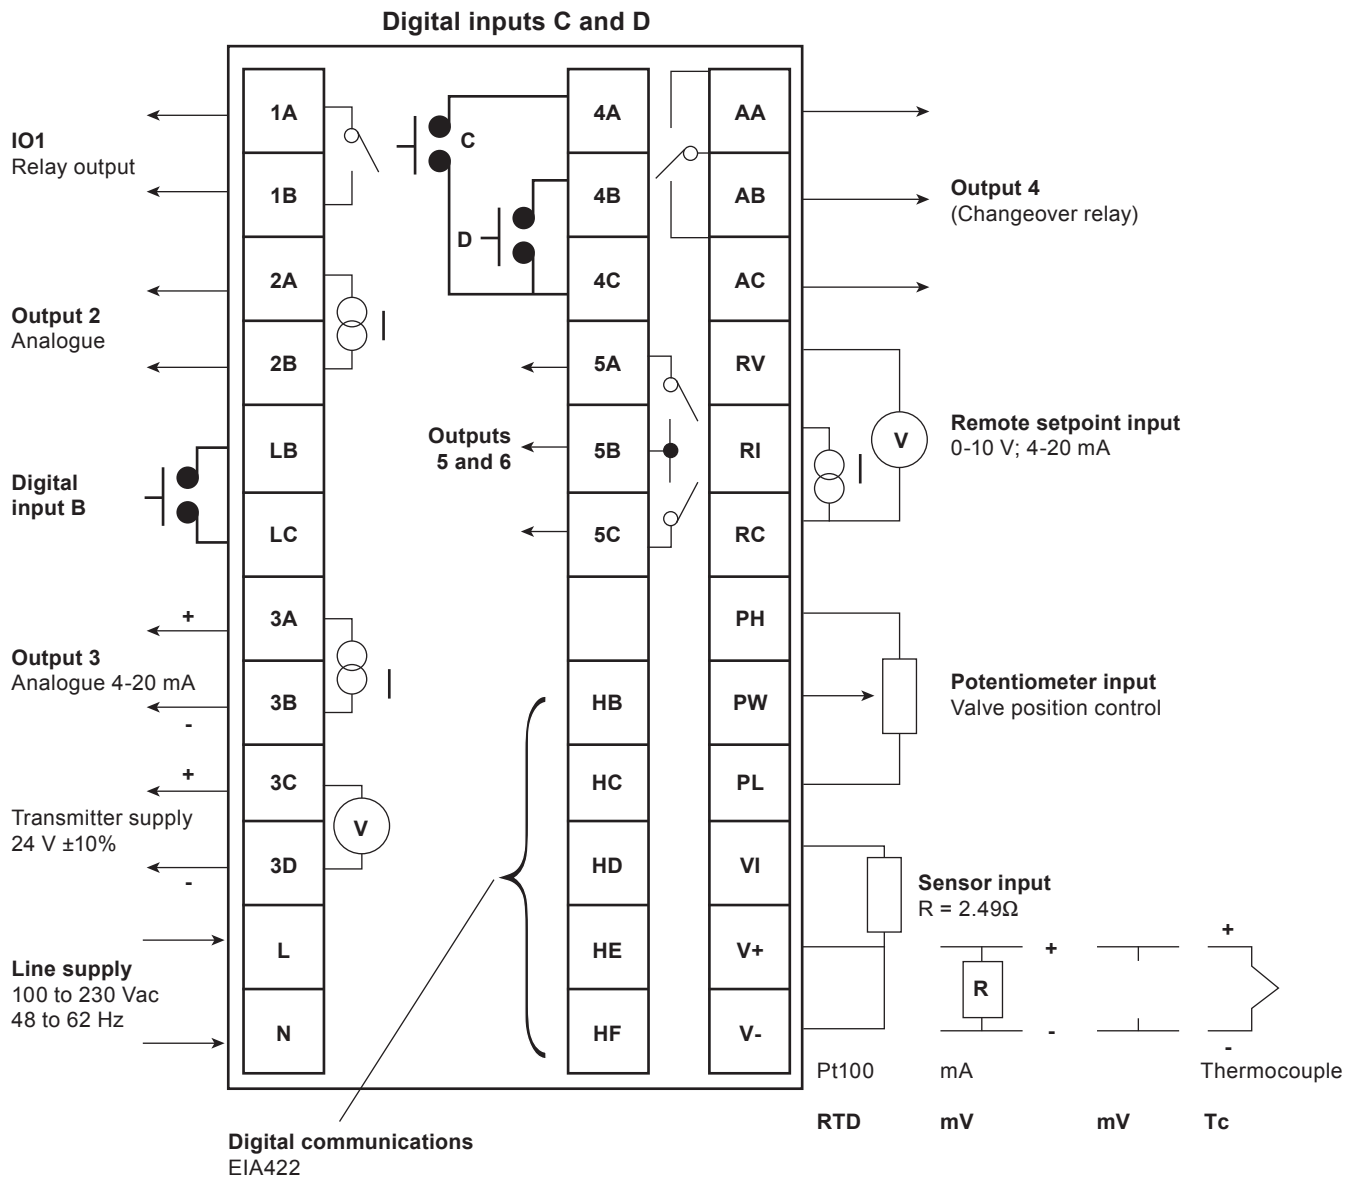 Digital inputs C and D
IO1
Relay output
Output 2
Analogue
Digital
input B
Output 3
Analogue 4-20 mA
Transmitter supply
24 V ±10%
Line supply
100 to 230 Vac
48 to 62 Hz
+
-
+
-
1A
1B
2A
2B
LB
LC
3A
3B
3C
3D
L
N
I
I
V
C
D
Outputs
5 and 6
4A
4B
4C
5A
5B
5C
HB
HC
HD
HE
HF
AA
AB
AC
RV
RI
RC
PH
PW
PL
VI
V+
V-
Output 4
(Changeover relay)
I
V
Remote setpoint input
0-10 V; 4-20 mA
Potentiometer input
Valve position control
Sensor input
R = 2.49Ω
R
+
-
+
-
Pt100
mA
Thermocouple
RTD
mV
mV
Tc
Digital communications
EIA422